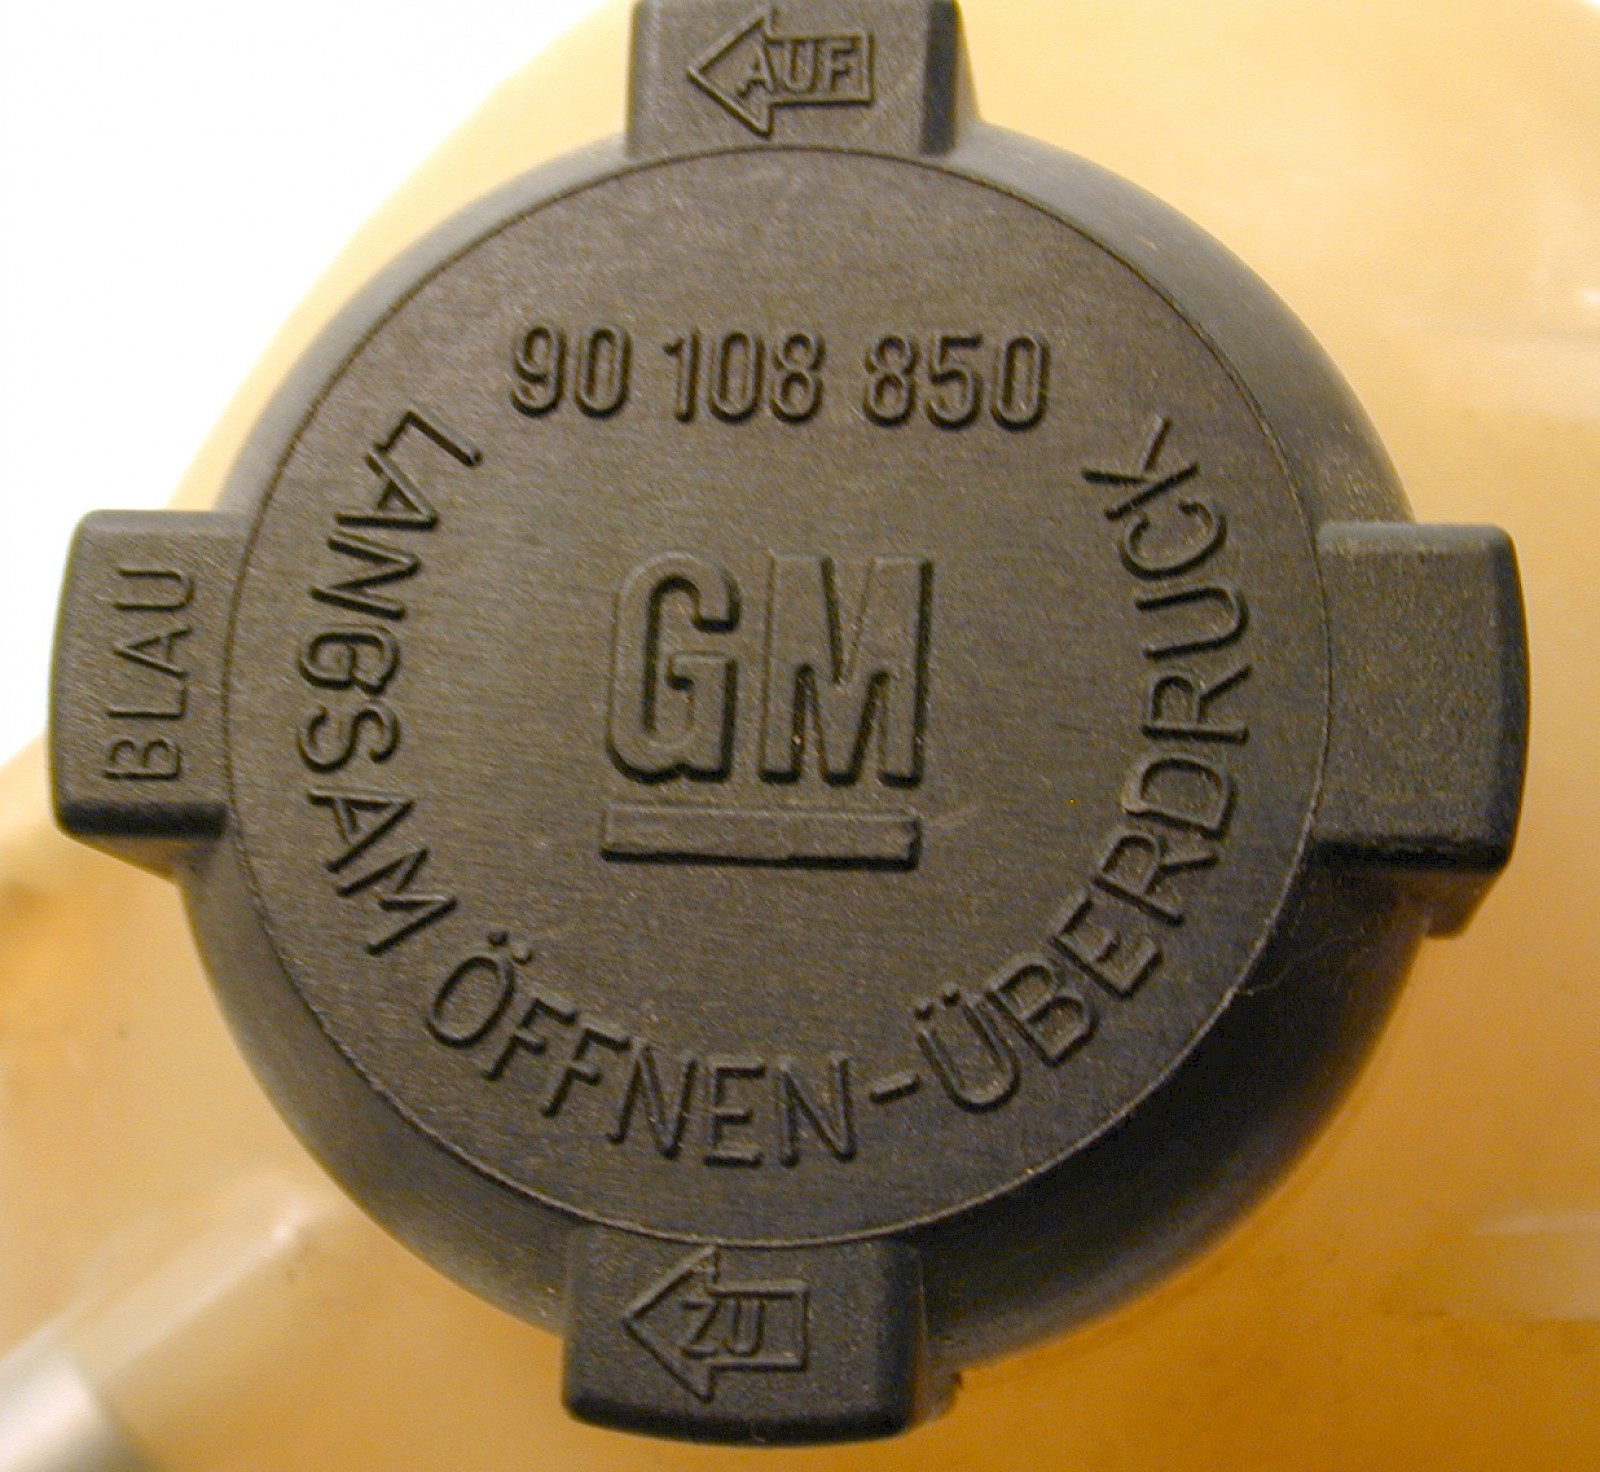 AUF
90 108 850
LANGSAM ÖFFNEN-ÜBERDRUCK
BLAU
GM
ZU